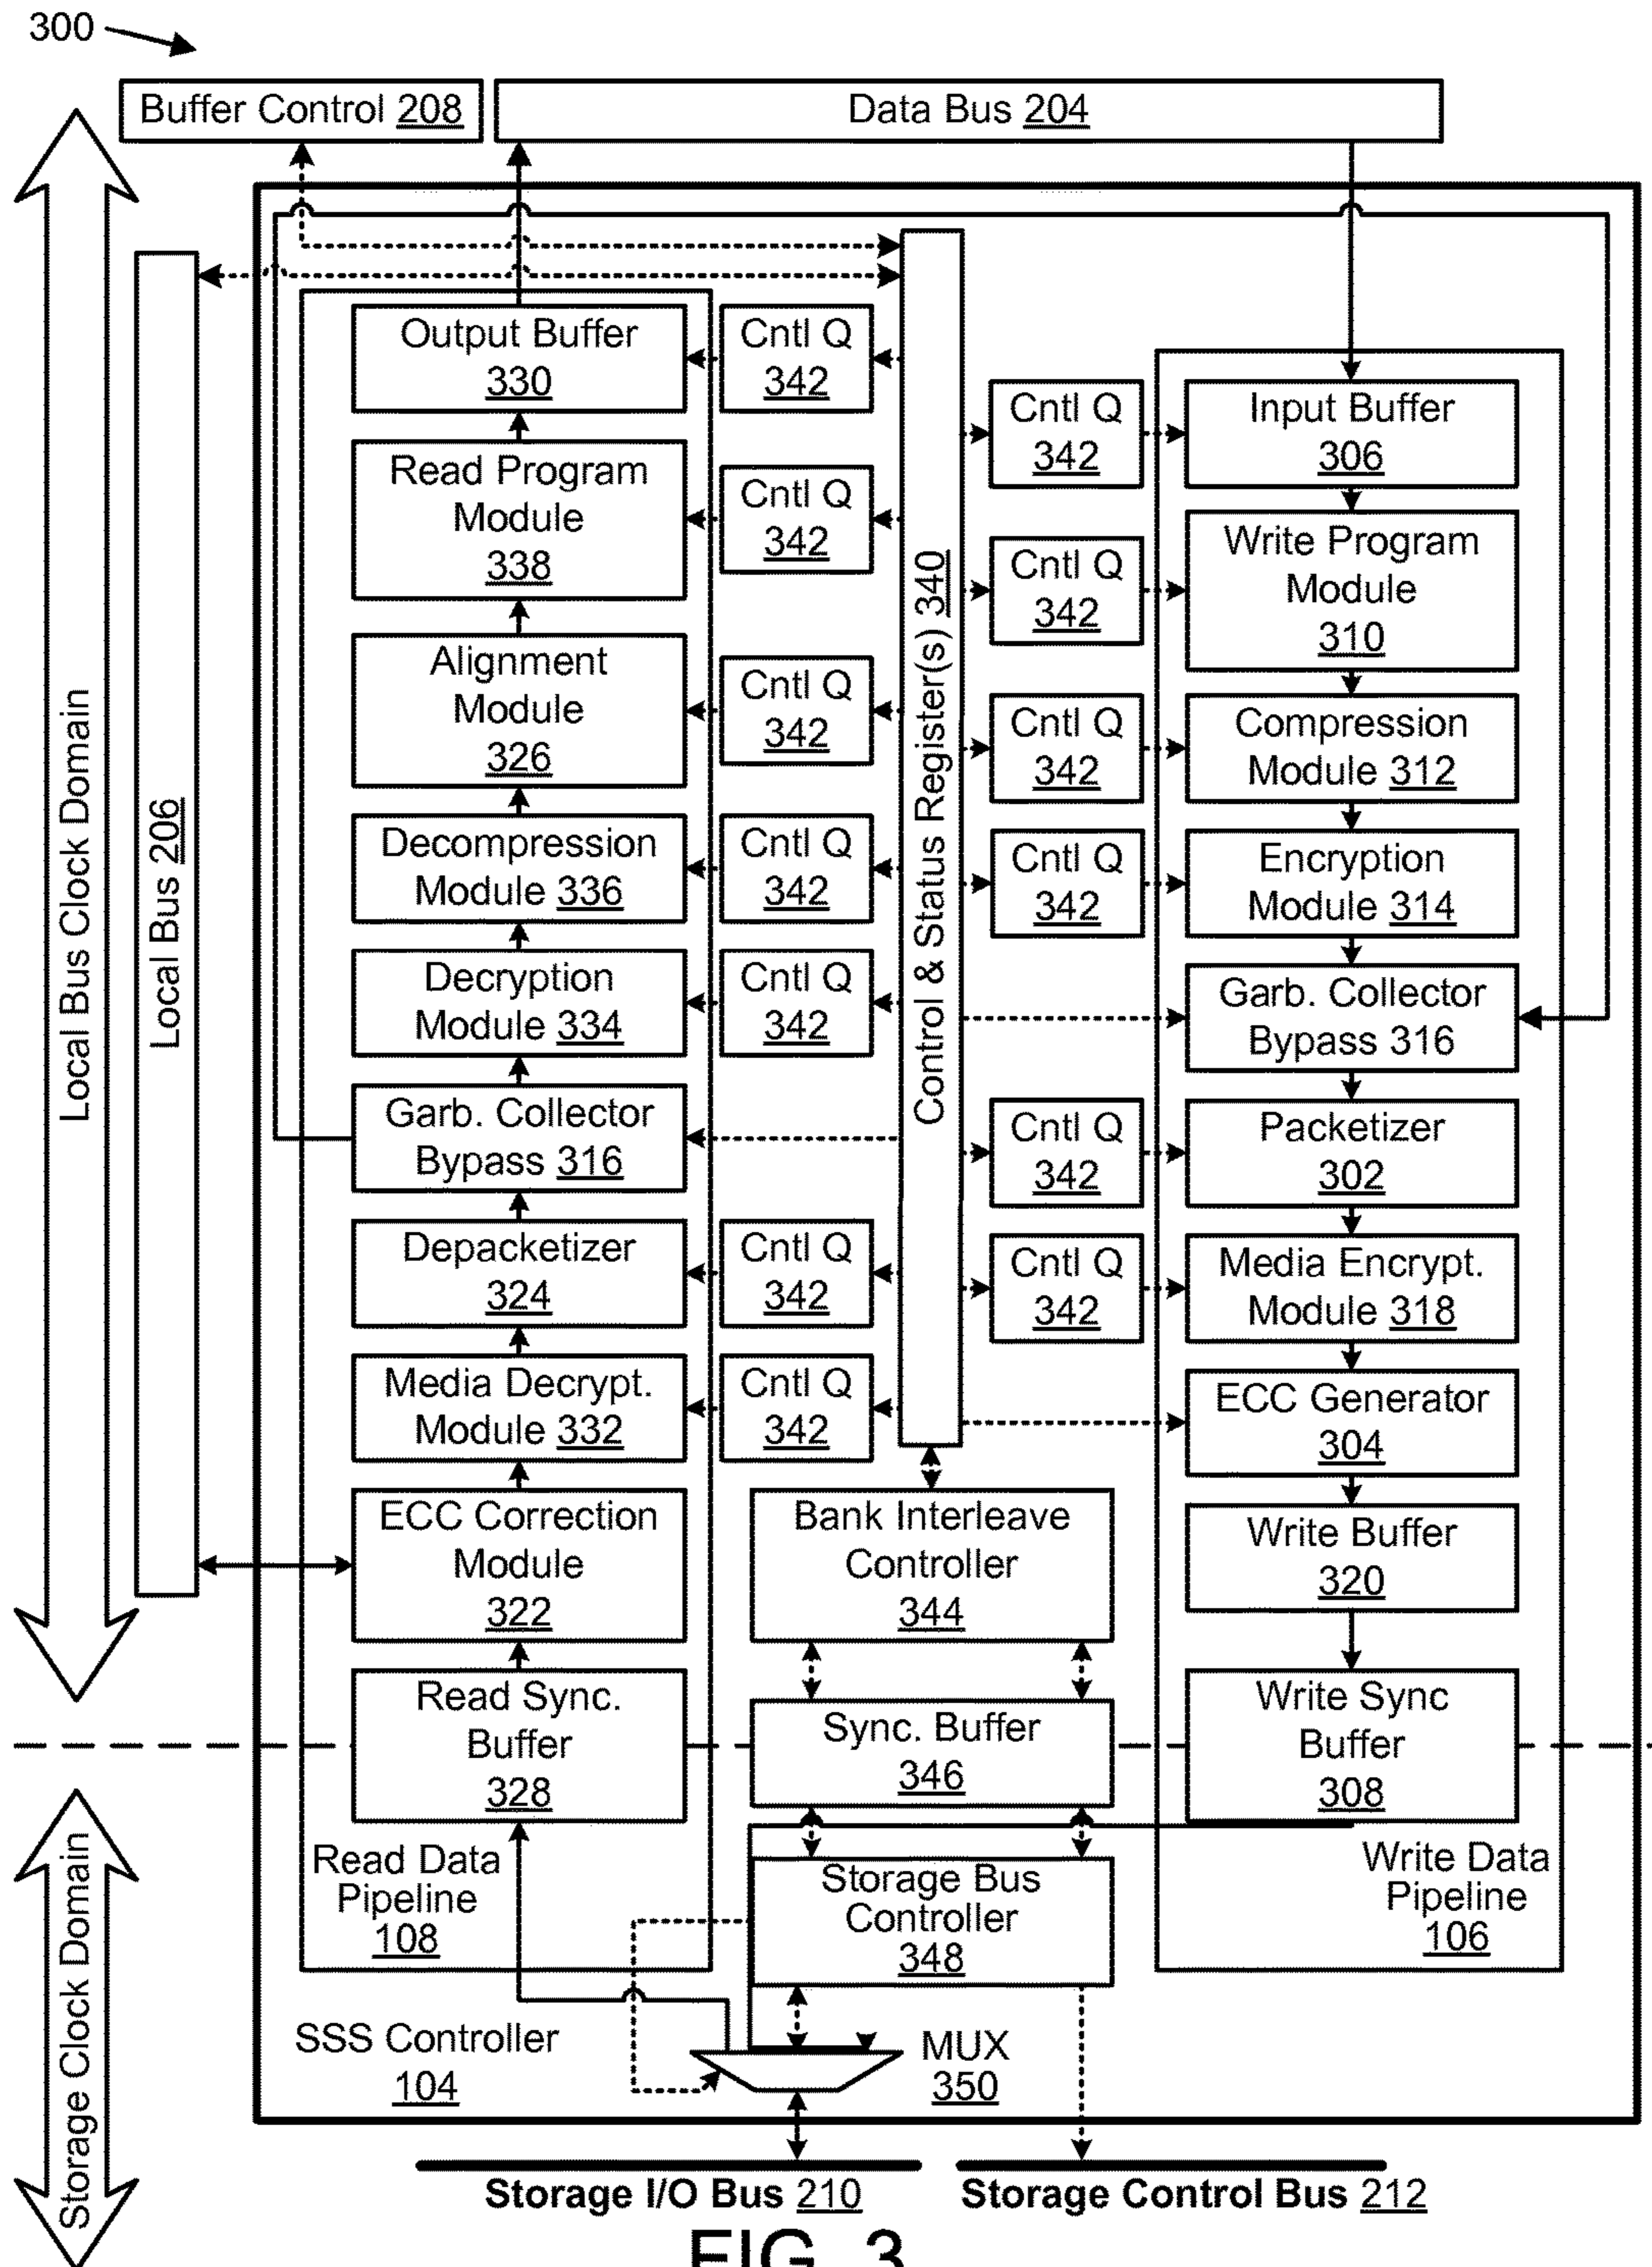 300
Buffer Control 208
Data Bus 204
Local Bus Clock Domain
Local Bus 206
Output Buffer
330
Read Program
Module
338
Alignment
Module
326
Decompression
Module 336
Decryption
Module 334
Garb. Collector
Bypass 316
Depacketizer
324
Media Decrypt.
Module 332
ECC Correction
Module
322
Read Sync.
Buffer
328
Read Data
Pipeline
108
Cntl Q
342
Cntl Q
342
Cntl Q
342
Cntl Q
342
Cntl Q
342
Cntl Q
342
Cntl Q
342
Control & Status Register(s) 340
Cntl Q
342
Cntl Q
342
Cntl Q
342
Cntl Q
342
Cntl Q
342
Cntl Q
342
Input Buffer
306
Write Program
Module
310
Compression
Module 312
Encryption
Module 314
Garb. Collector
Bypass 316
Packetizer
302
Media Encrypt.
Module 318
ECC Generator
304
Write Buffer
320
Write Sync
Buffer
308
Write Data
Pipeline
106
Bank Interleave
Controller
344
Sync. Buffer
346
Storage Bus
Controller
348
Storage Clock Domain
SSS Controller
104
MUX
350
Storage I/O Bus 210
Storage Control Bus 212
FIG. 3